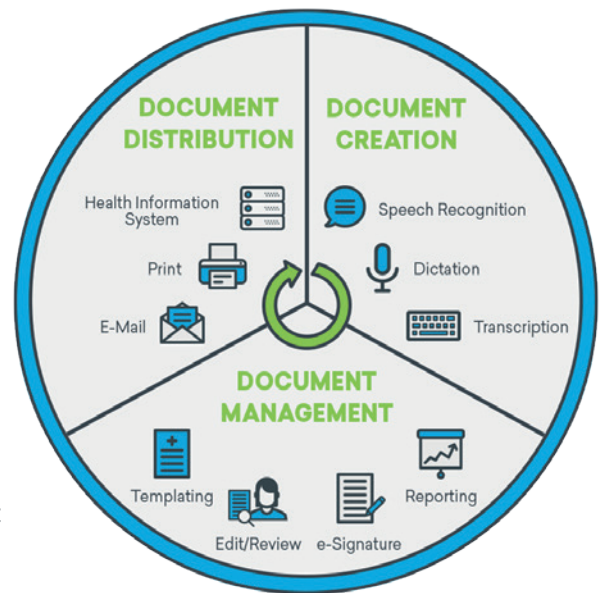 DOCUMENT
DISTRIBUTION
Health Information
System
Print
E-Mail
DOCUMENT
CREATION
Speech Recognition
Dictation
Transcription
DOCUMENT
MANAGEMENT
Templating
Edit/Review
e-Signature
Reporting